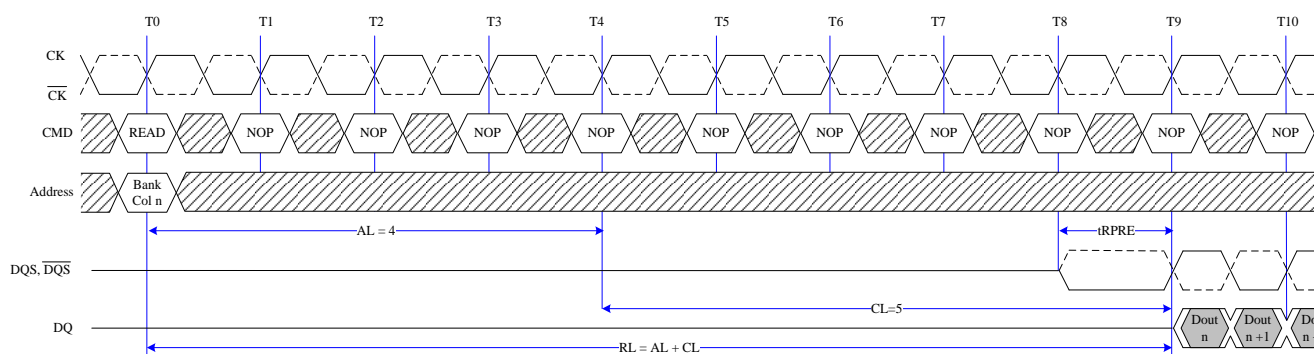 T0 T1 T2 T3 T4 T5 T6 T7 T8 T9 T10
CK
CK
CMD READ NOP NOP NOP NOP NOP NOP NOP NOP NOP NOP
Address Bank
Col n
AL = 4 tRPRE
DQS, DQS
CL=5
DQ Dout
n
Dout
n +1
Do
n
RL = AL + CL